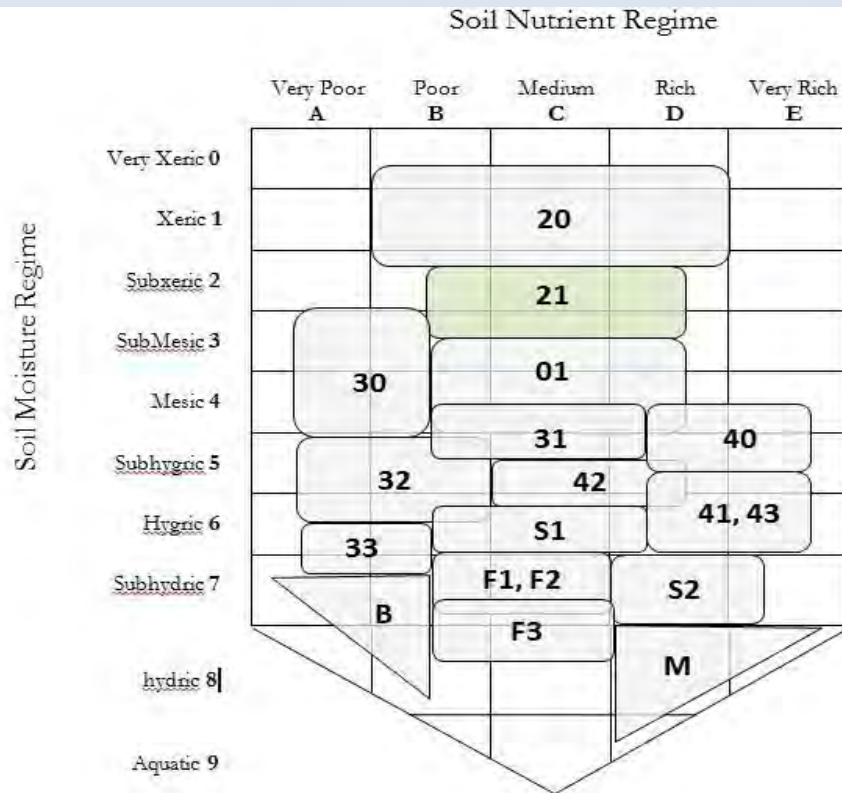 Soil Nutrient Regime
Very Poor Poor Medium Rich Very Rich
A B C D E
Soil Moisture Regime
Very Xeric 0
Xeric 1
20
Subxeric 2
21
SubMesic 3
01
30
Mesic 4
31
40
Subhygric 5
32
42
41, 43
Hygric 6
S1
33
Subhydric 7
F1, F2
S2
B
F3
M
hydric 8
Aquatic 9